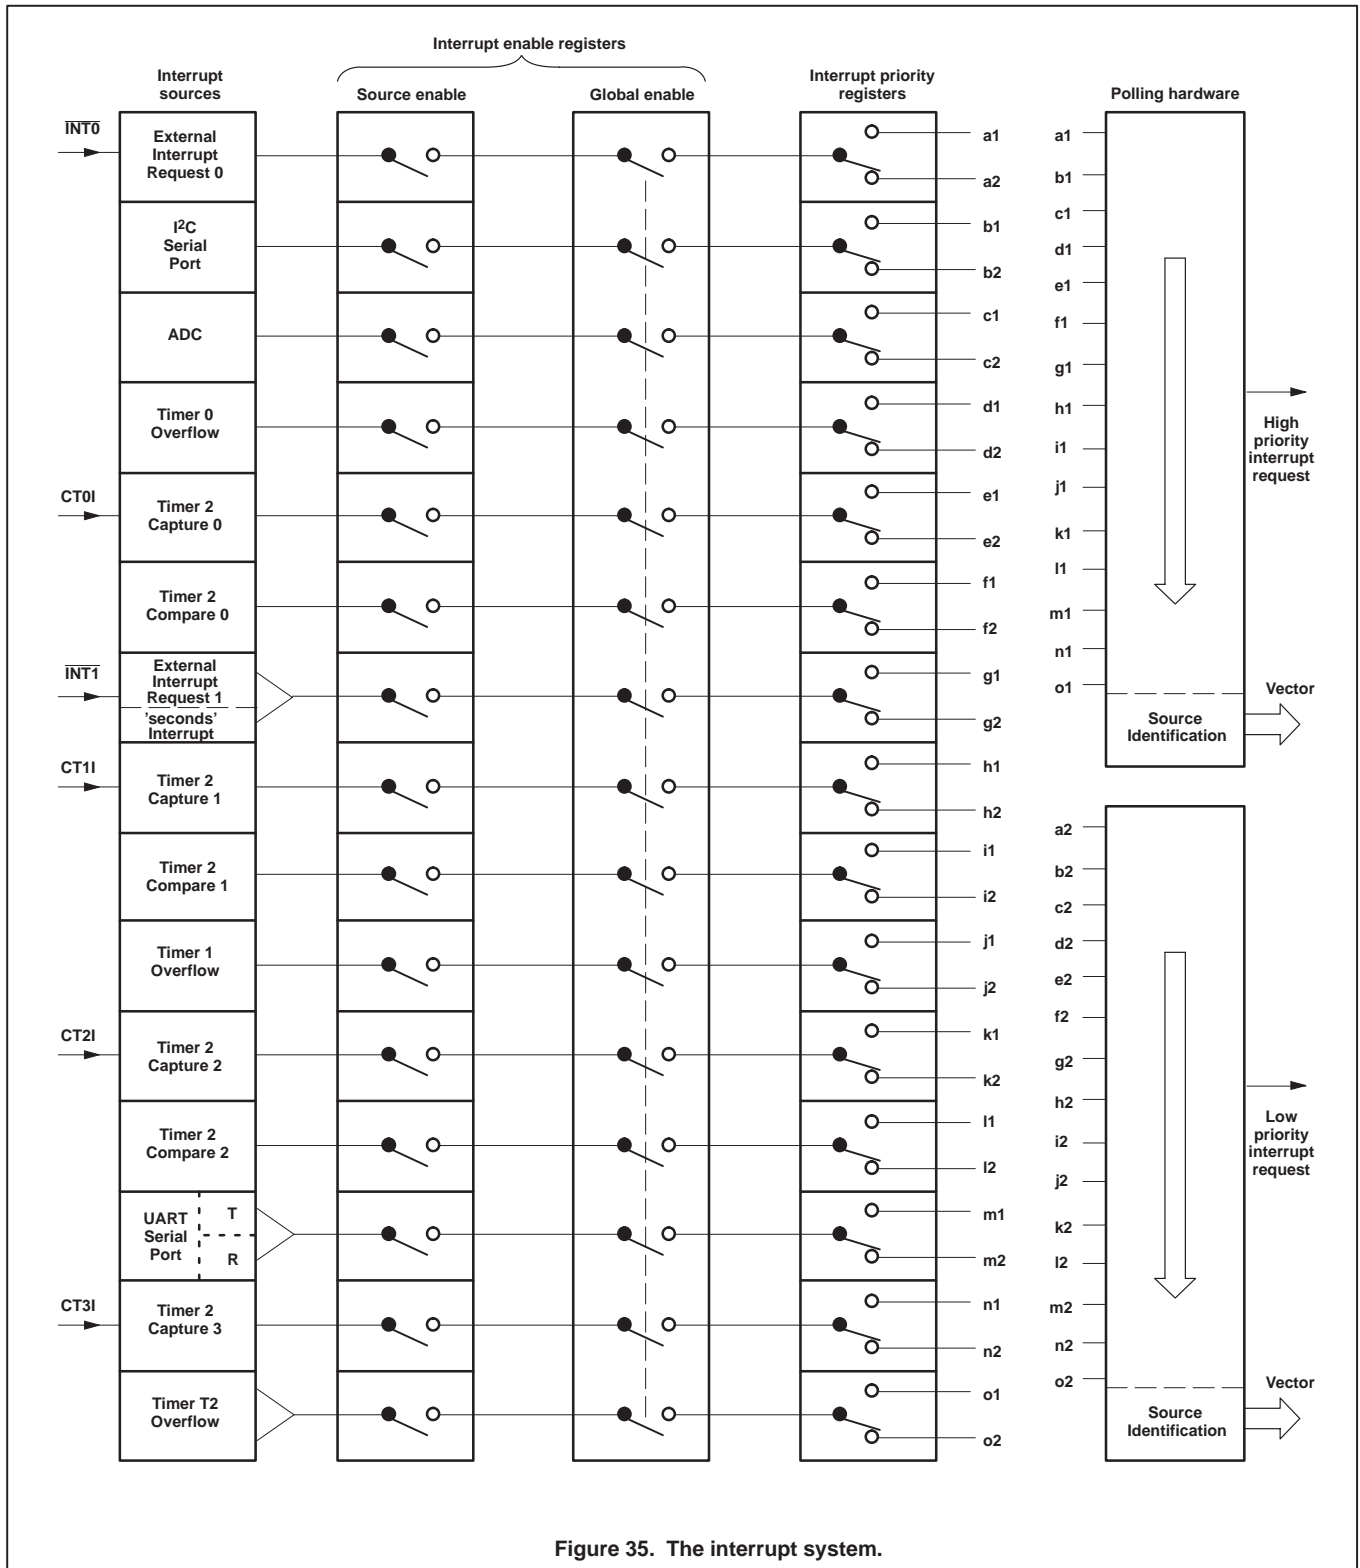 Interrupt enable registers
Interrupt
sources
Source enable
Global enable
Interrupt priority
registers
Polling hardware
INT0
External
Interrupt
Request 0
a1
a2
I2C
Serial
Port
b1
b2
ADC
c1
c2
Timer 0
Overflow
d1
d2
CT0I
Timer 2
Capture 0
e1
e2
Timer 2
Compare 0
f1
f2
INT1
External
Interrupt
Request 1
'seconds'
Interrupt
g1
g2
CT1I
Timer 2
Capture 1
h1
h2
Timer 2
Compare 1
i1
i2
Timer 1
Overflow
j1
j2
CT2I
Timer 2
Capture 2
k1
k2
Timer 2
Compare 2
l1
l2
UART
Serial
Port
T
R
m1
m2
CT3I
Timer 2
Capture 3
n1
n2
Timer T2
Overflow
o1
o2
a1
b1
c1
d1
e1
f1
g1
h1
i1
j1
k1
l1
m1
n1
o1
High
priority
interrupt
request
Source
Identification
Vector
a2
b2
c2
d2
e2
f2
g2
h2
i2
j2
k2
l2
m2
n2
o2
Low
priority
interrupt
request
Source
Identification
Vector
Figure 35. The interrupt system.